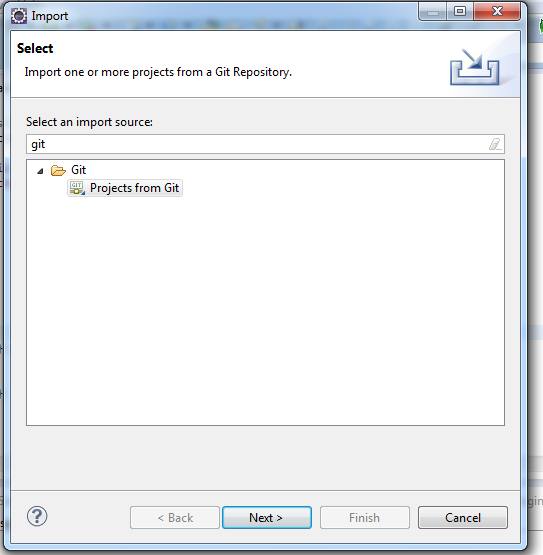 Import
Select
Import one or more projects from a Git Repository.
Select an import source:
git
Git
GIT
Projects from Git
? < Back Next > Finish Cancel